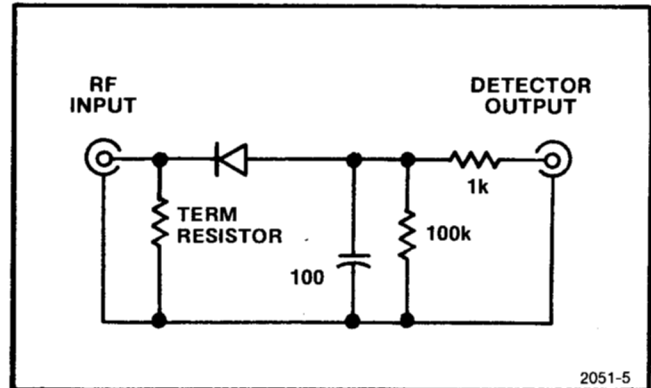 RF
INPUT
DETECTOR
OUTPUT
1k
TERM
RESISTOR
100k
100
2051-5